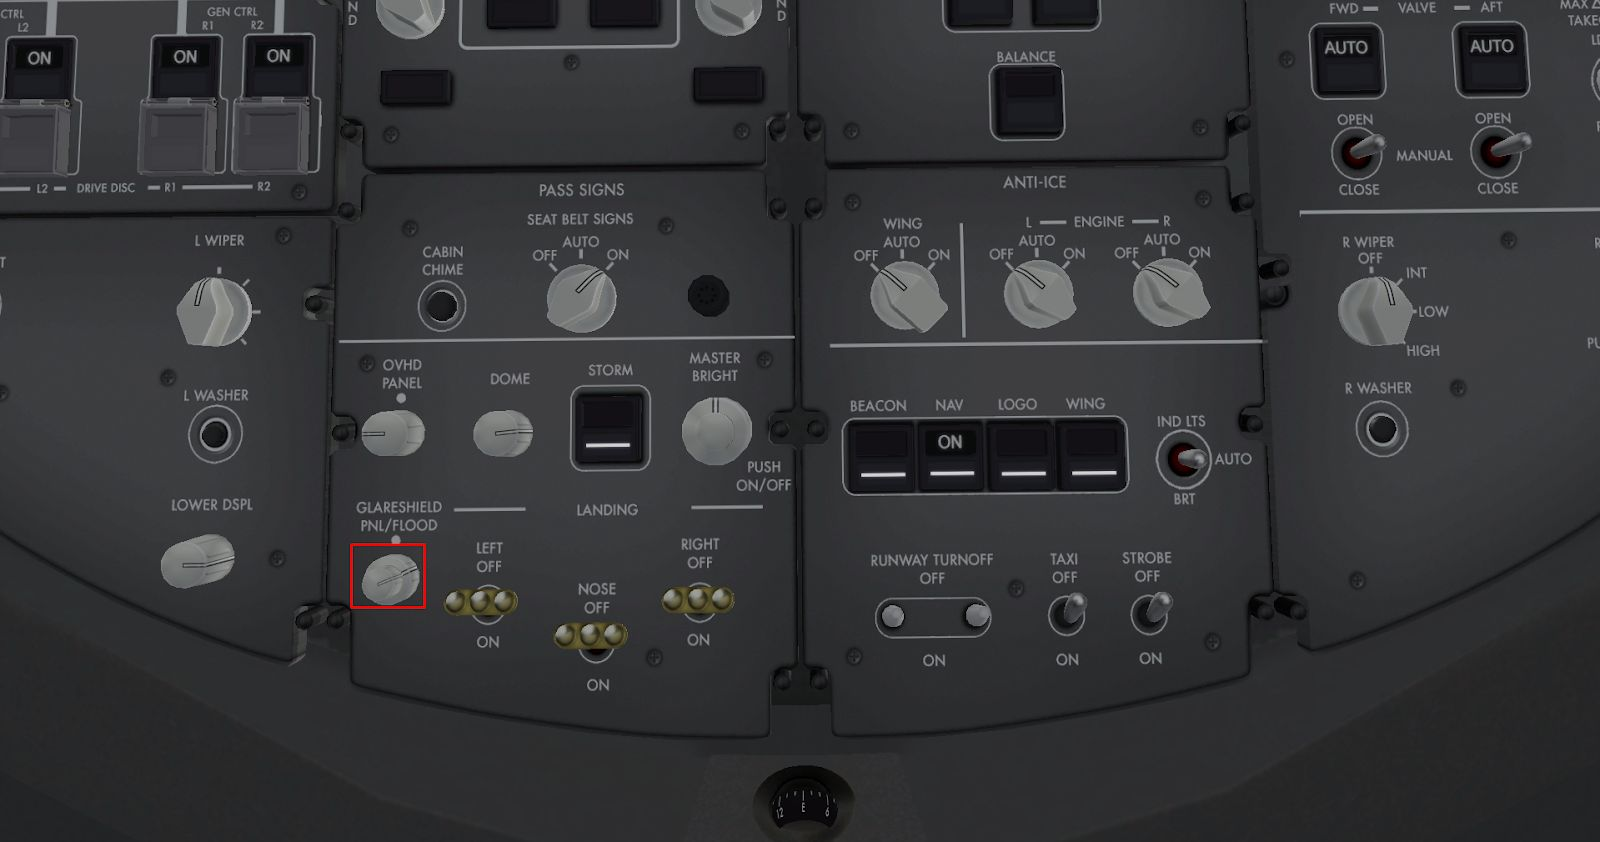 CTRL
L2
GEN CTRL
R1
R2
ON
ON
ON
L2
DRIVE DISC
R1
R2
N
D
N
D
BALANCE
FWD
VALVE
AFT
AUTO
AUTO
OPEN
OPEN
MANUAL
CLOSE
CLOSE
PASS SIGNS
SEAT BELT SIGNS
AUTO
OFF
ON
CABIN
CHIME
ANTI-ICE
WING
AUTO
OFF
ON
L
ENGINE
R
AUTO
OFF
ON
AUTO
OFF
ON
L WIPER
R WIPER
OFF
INT
LOW
HIGH
L WASHER
R WASHER
OVHD
PANEL
DOME
STORM
MASTER
BRIGHT
PUSH
ON/OFF
BEACON
NAV
LOGO
WING
ON
IND LTS
AUTO
BRT
LOWER DSPL
GLARESHIELD
PNL/FLOOD
LANDING
LEFT
OFF
ON
NOSE
OFF
ON
RIGHT
OFF
ON
RUNWAY TURNOFF
OFF
ON
TAXI
OFF
ON
STROBE
OFF
ON
12
E
6